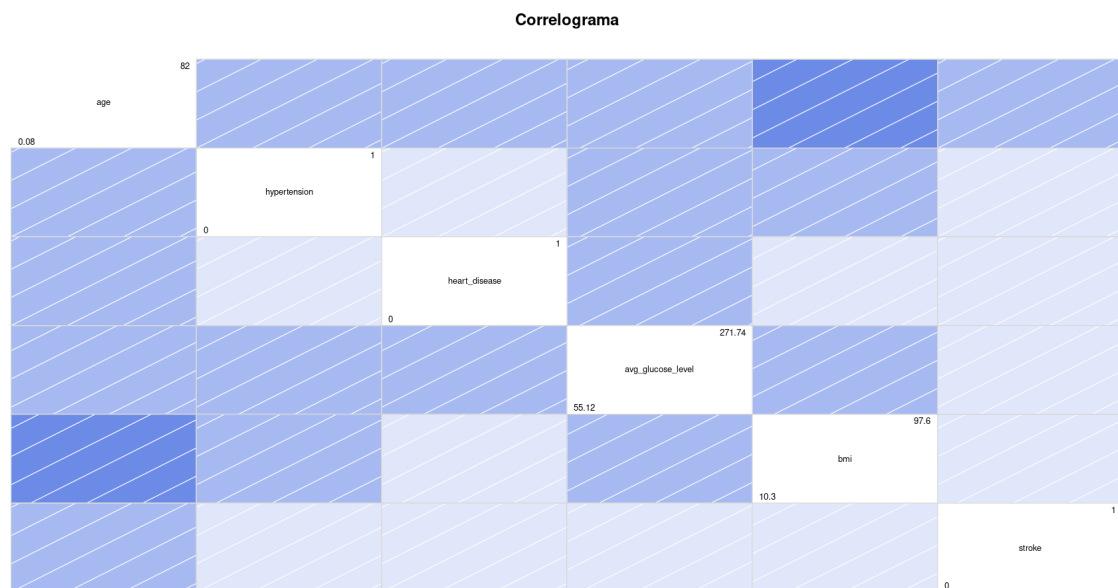 Correlograma
82
age
0.08
1
hypertension
0
1
heart_disease
0
271.74
avg_glucose_level
55.12
97.6
bmi
10.3
1
stroke
0